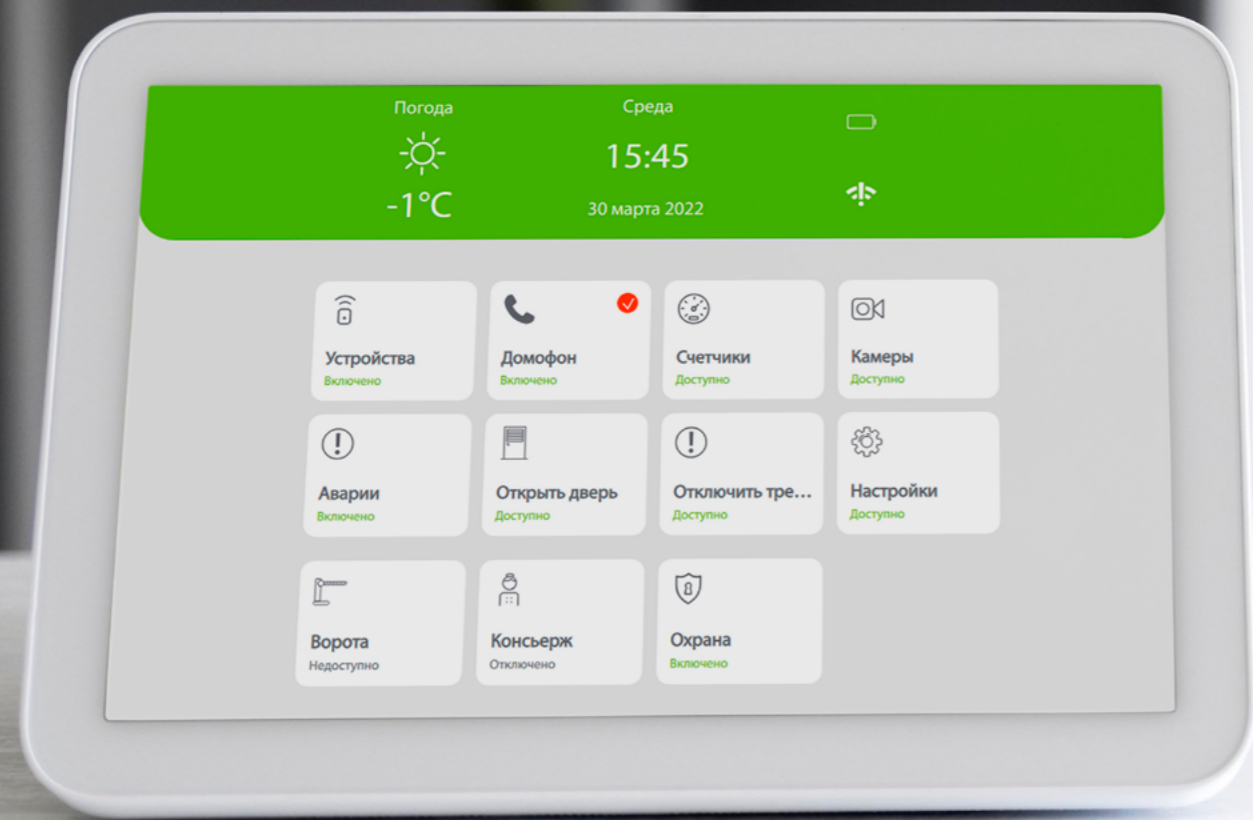 Погода
Среда
15:45
-1°C
30 марта 2022
Устройства
Включено
Домофон
Включено
Счетчики
Доступно
Камеры
Доступно
Аварии
Включено
Открыть дверь
Доступно
Отключить тре...
Доступно
Настройки
Доступно
Ворота
Недоступно
Консьерж
Отключено
Охрана
Включено